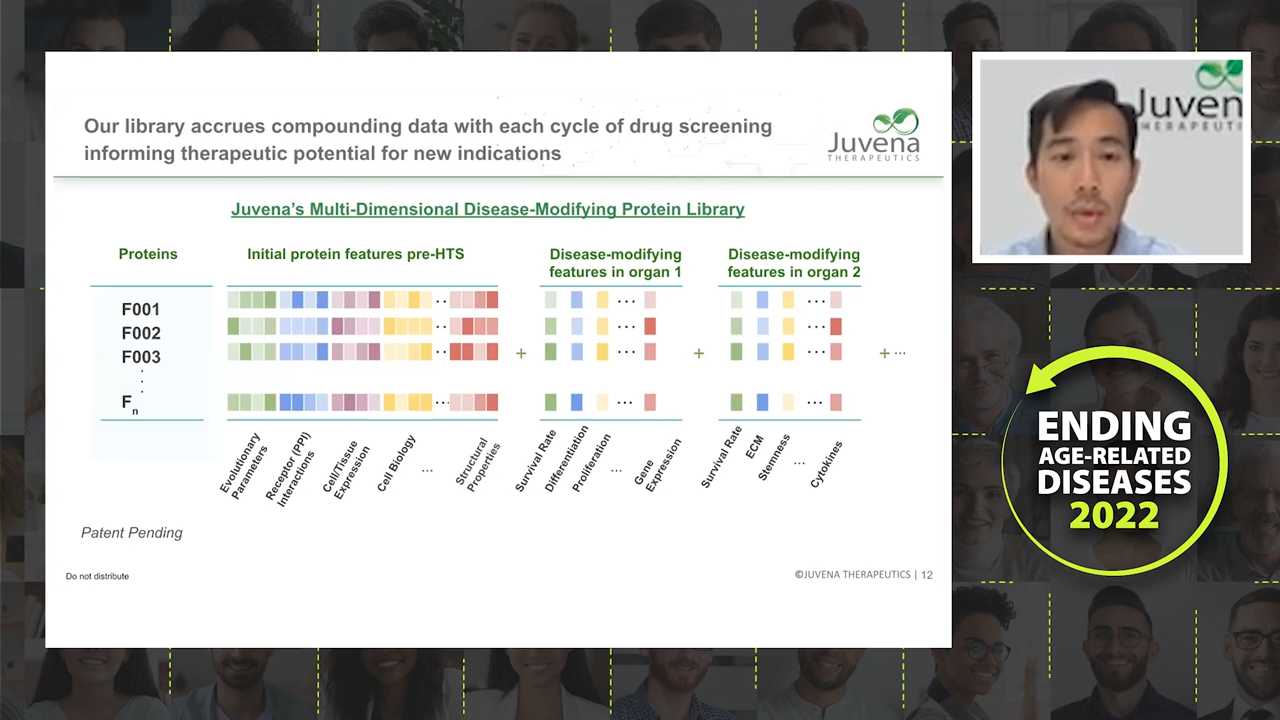 Our library accrues compounding data with each cycle of drug screening
informing therapeutic potential for new indications
Juvena
THERAPEUTICS
Juvena's Multi-Dimensional Disease-Modifying Protein Library
Proteins
Initial protein features pre-HTS
Disease-modifying
features in organ 1
Disease-modifying
features in organ 2
F001
F002
F003
.
.
.
Fn
+
+
+ ...
Evolutionary
Parameters
Receptor (PPI)
Interactions
Cell/Tissue
Expression
Cell Biology
...
Structural
Properties
Survival Rate
Differentiation
Proliferation
...
Gene
Expression
Survival Rate
ECM
Stemness
...
Cytokines
Patent Pending
Do not distribute
©JUVENA THERAPEUTICS | 12
Juven
HERAPEUTI
ENDING
AGE-RELATED
DISEASES
2022